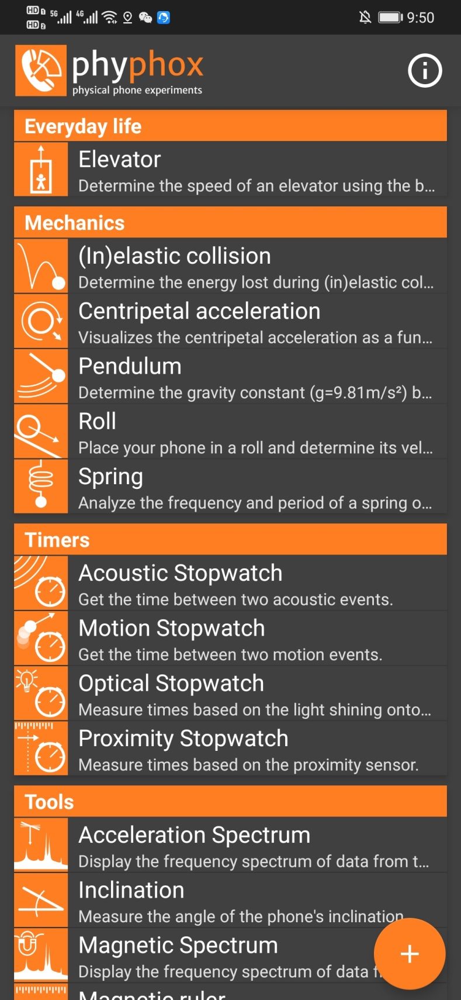 HD 1
HD 2
5G
4G
9:50
phyphox
physical phone experiments
Everyday life
Elevator
Determine the speed of an elevator using the b...
Mechanics
(In)elastic collision
Determine the energy lost during (in)elastic col...
Centripetal acceleration
Visualizes the centripetal acceleration as a fun...
Pendulum
Determine the gravity constant (g=9.81m/s²) b...
Roll
Place your phone in a roll and determine its vel...
Spring
Analyze the frequency and period of a spring o...
Timers
Acoustic Stopwatch
Get the time between two acoustic events.
Motion Stopwatch
Get the time between two motion events.
Optical Stopwatch
Measure times based on the light shining onto...
Proximity Stopwatch
Measure times based on the proximity sensor.
Tools
Acceleration Spectrum
Display the frequency spectrum of data from t...
Inclination
Measure the angle of the phone's inclination
Magnetic Spectrum
Display the frequency spectrum of data
Magnetic ruler